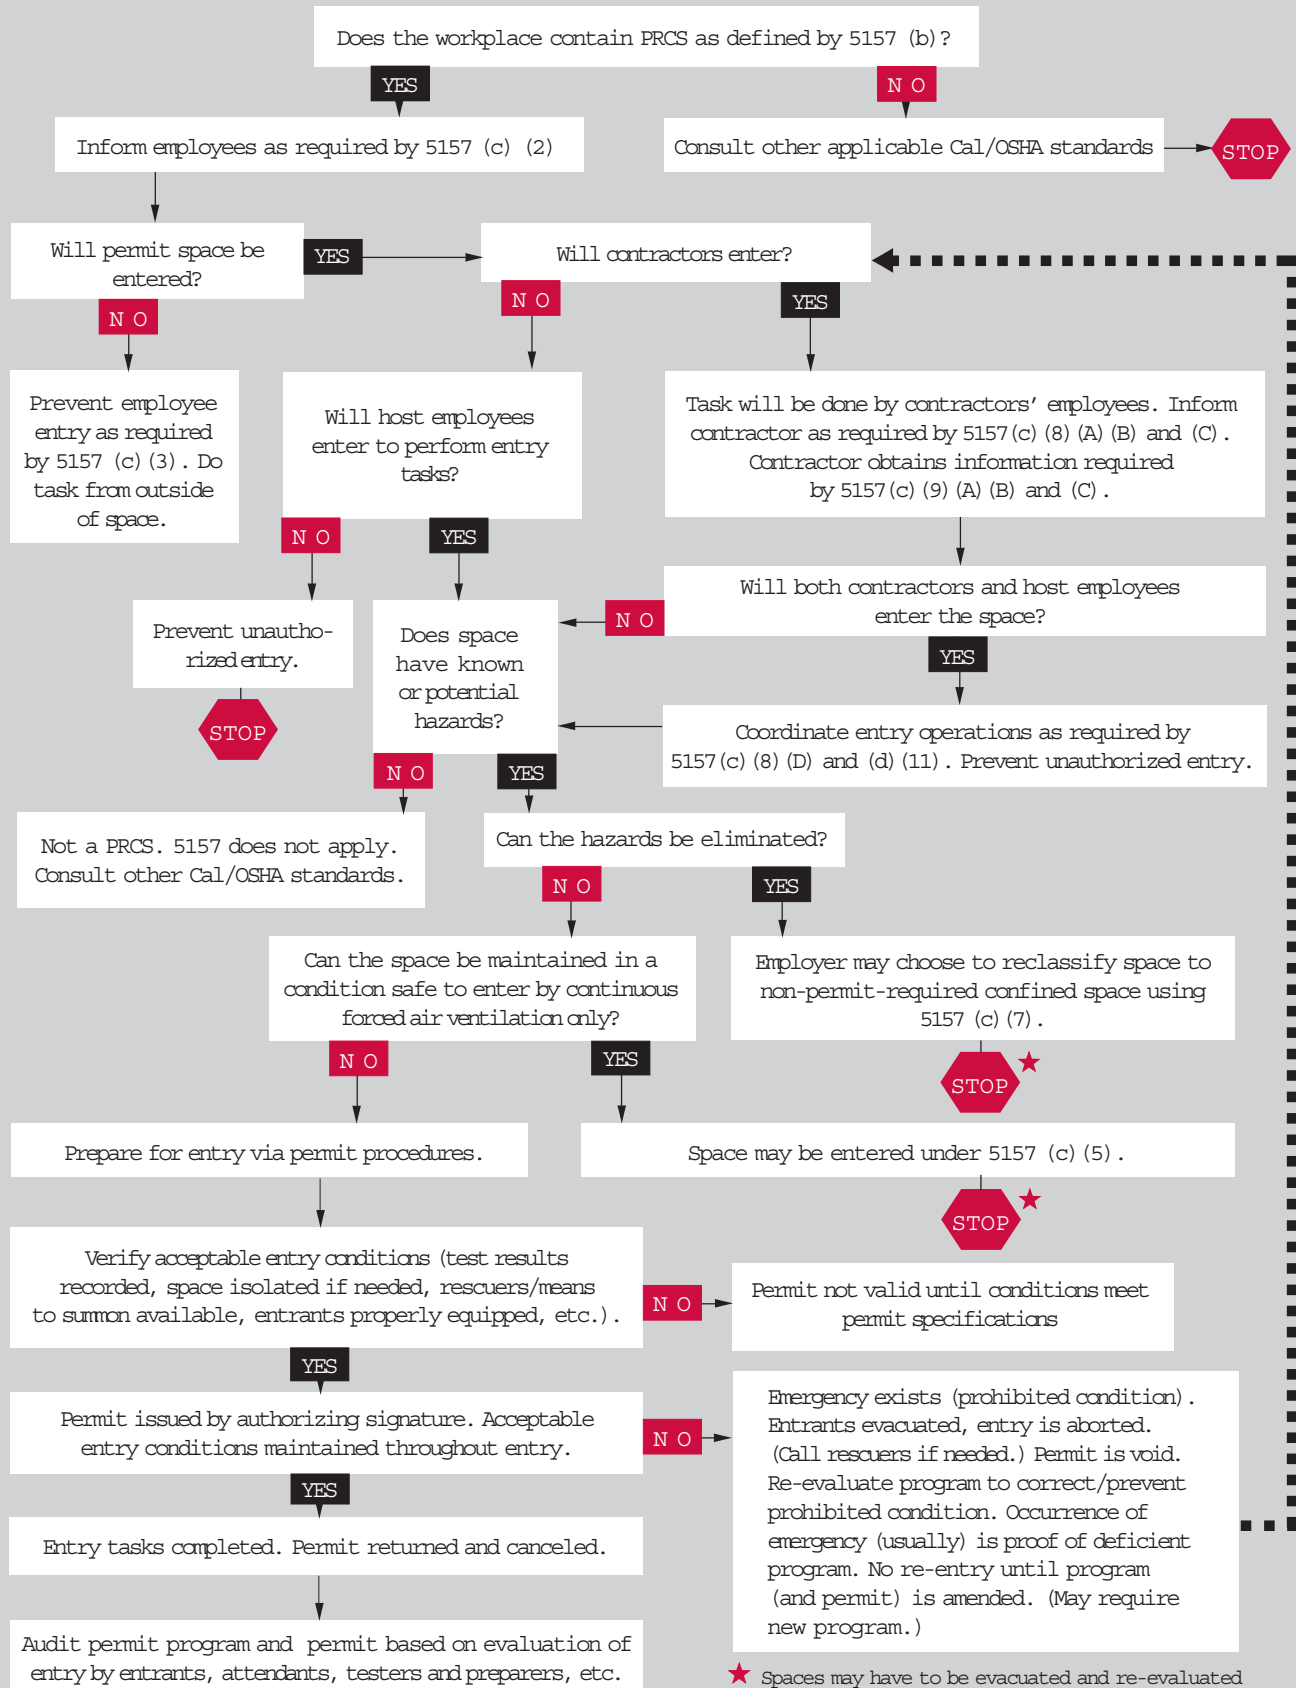 Does the workplace contain PRCS as defined by 5157 (b)?
YES
NO
Inform employees as required by 5157 (c) (2)
Consult other applicable Cal/OSHA standards
STOP
Will permit space be
entered?
YES
Will contractors enter?
NO
NO
YES
Prevent employee
entry as required
by 5157 (c) (3). Do
task from outside
of space.
Will host employees
enter to perform entry
tasks?
Task will be done by contractors' employees. Inform
contractor as required by 5157(c) (8) (A) (B) and (C).
Contractor obtains information required
by 5157(c) (9) (A) (B) and (C).
NO
YES
Prevent unautho-
rized entry.
STOP
Does space
have known
or potential
hazards?
NO
Will both contractors and host employees
enter the space?
YES
Coordinate entry operations as required by
5157(c) (8) (D) and (d) (11). Prevent unauthorized entry.
NO
YES
Not a PRCS. 5157 does not apply.
Consult other Cal/OSHA standards.
Can the hazards be eliminated?
NO
YES
Can the space be maintained in a
condition safe to enter by continuous
forced air ventilation only?
Employer may choose to reclassify space to
non-permit-required confined space using
5157 (c) (7).
NO
YES
STOP
Prepare for entry via permit procedures.
Space may be entered under 5157 (c) (5).
STOP
Verify acceptable entry conditions (test results
recorded, space isolated if needed, rescuers/means
to summon available, entrants properly equipped, etc.).
NO
Permit not valid until conditions meet
permit specifications
YES
Permit issued by authorizing signature. Acceptable
entry conditions maintained throughout entry.
NO
Emergency exists (prohibited condition).
Entrants evacuated, entry is aborted.
(Call rescuers if needed.) Permit is void.
Re-evaluate program to correct/prevent
prohibited condition. Occurrence of
emergency (usually) is proof of deficient
program. No re-entry until program
(and permit) is amended. (May require
new program.)
YES
Entry tasks completed. Permit returned and canceled.
Audit permit program and permit based on evaluation of
entry by entrants, attendants, testers and preparers, etc.
Spaces may have to be evacuated and re-evaluated